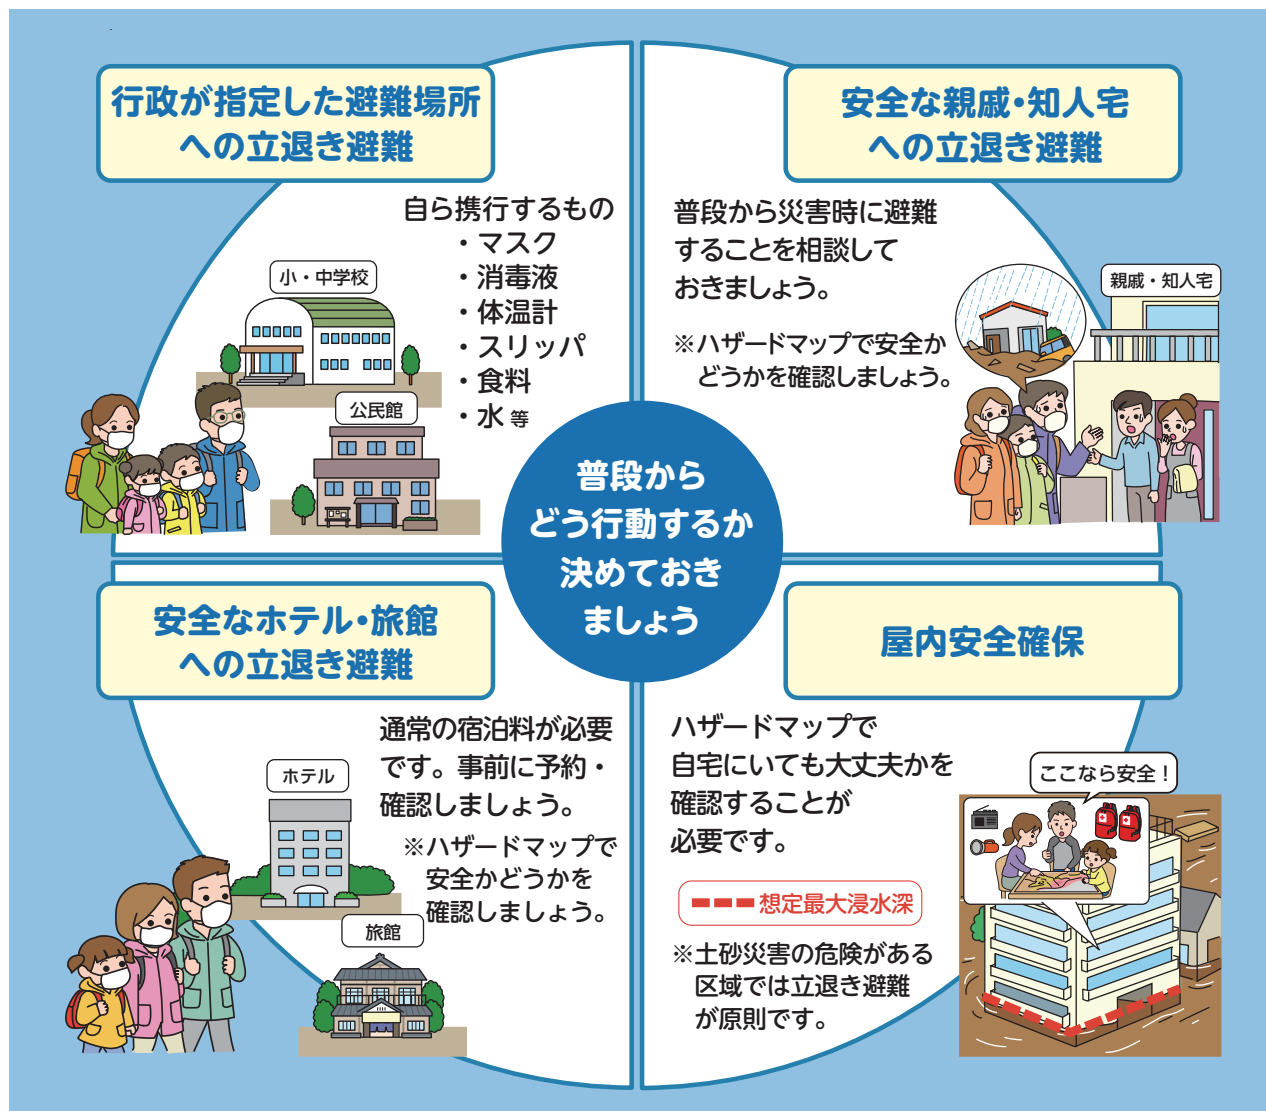 行政が指定した避難場所
への立退き避難
自ら携行するもの
・マスク
・消毒液
・体温計
・スリッパ
・食料
・水 等
小・中学校
公民館
安全な親戚・知人宅
への立退き避難
普段から災害時に避難
することを相談して
おきましょう。
※ハザードマップで安全か
どうかを確認しましょう。
親戚・知人宅
普段から
どう行動するか
決めておき
ましょう
安全なホテル・旅館
への立退き避難
通常の宿泊料が必要
です。事前に予約・
確認しましょう。
※ハザードマップで
安全かどうかを
確認しましょう。
ホテル
旅館
屋内安全確保
ハザードマップで
自宅にいても大丈夫かを
確認することが
必要です。
想定最大浸水深
※土砂災害の危険がある
区域では立退き避難
が原則です。
ここなら安全！